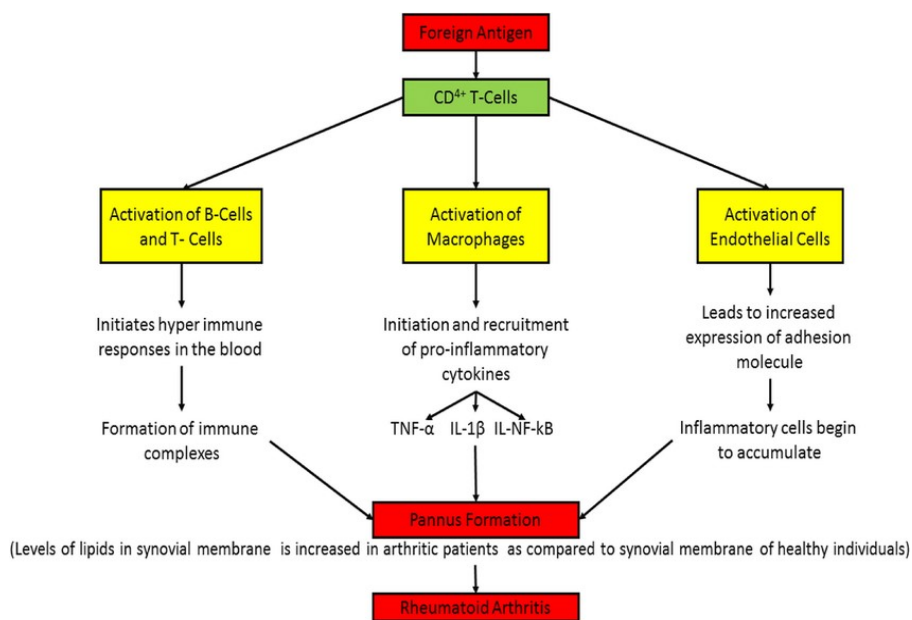 Foreign Antigen
CD⁴⁺ T-Cells
Activation of B-Cells
and T- Cells
Activation of
Macrophages
Activation of
Endothelial Cells
Initiates hyper immune
responses in the blood
Initiation and recruitment
of pro-inflammatory
cytokines
Leads to increased
expression of adhesion
molecule
Formation of immune
complexes
TNF-α IL-1β IL-NF-kB
Inflammatory cells begin
to accumulate
Pannus Formation
(Levels of lipids in synovial membrane is increased in arthritic patients as compared to synovial membrane of healthy individuals)
Rheumatoid Arthritis